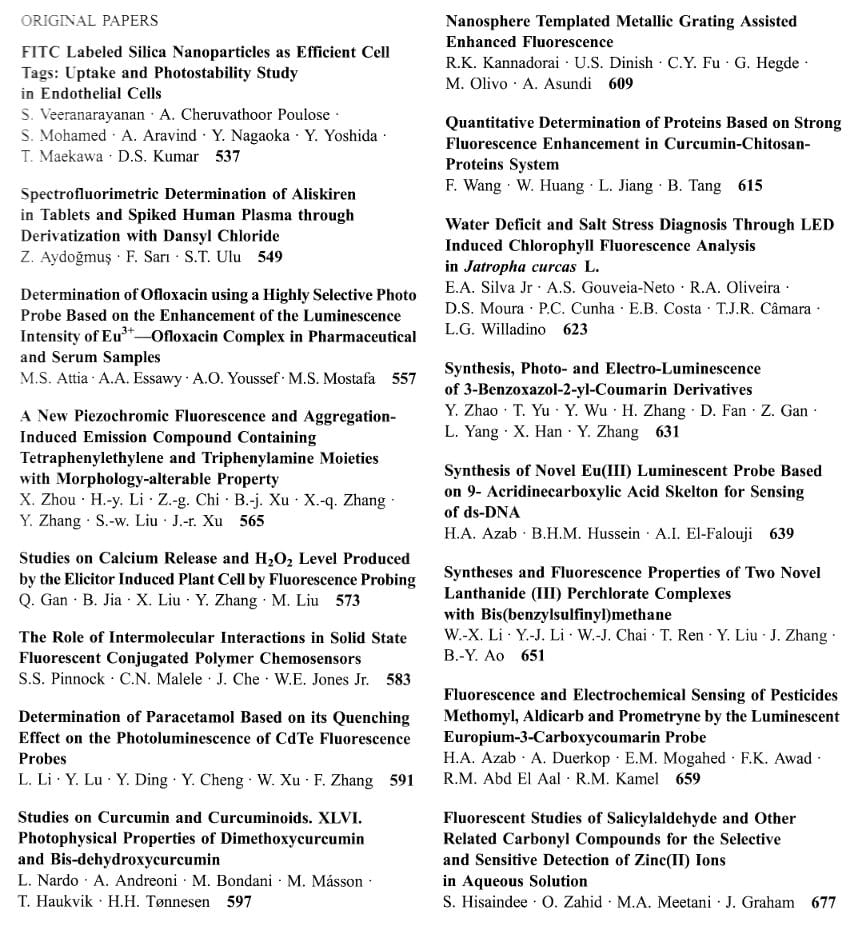 ORIGINAL PAPERS
FITC Labeled Silica Nanoparticles as Efficient Cell
Tags: Uptake and Photostability Study
in Endothelial Cells
S. Veeranarayanan · A. Cheruvathoor Poulose ·
S. Mohamed · A. Aravind · Y. Nagaoka · Y. Yoshida ·
T. Maekawa · D.S. Kumar 537
Spectrofluorimetric Determination of Aliskiren
in Tablets and Spiked Human Plasma through
Derivatization with Dansyl Chloride
Z. Aydoğmuş · F. Sarı · S.T. Ulu 549
Determination of Ofloxacin using a Highly Selective Photo
Probe Based on the Enhancement of the Luminescence
Intensity of Eu³⁺—Ofloxacin Complex in Pharmaceutical
and Serum Samples
M.S. Attia · A.A. Essawy · A.O. Youssef · M.S. Mostafa 557
A New Piezochromic Fluorescence and Aggregation-
Induced Emission Compound Containing
Tetraphenylethylene and Triphenylamine Moieties
with Morphology-alterable Property
X. Zhou · H.-y. Li · Z.-g. Chi · B.-j. Xu · X.-q. Zhang ·
Y. Zhang · S.-w. Liu · J.-r. Xu 565
Studies on Calcium Release and H₂O₂ Level Produced
by the Elicitor Induced Plant Cell by Fluorescence Probing
Q. Gan · B. Jia · X. Liu · Y. Zhang · M. Liu 573
The Role of Intermolecular Interactions in Solid State
Fluorescent Conjugated Polymer Chemosensors
S.S. Pinnock · C.N. Malele · J. Che · W.E. Jones Jr. 583
Determination of Paracetamol Based on its Quenching
Effect on the Photoluminescence of CdTe Fluorescence
Probes
L. Li · Y. Lu · Y. Ding · Y. Cheng · W. Xu · F. Zhang 591
Studies on Curcumin and Curcuminoids. XLVI.
Photophysical Properties of Dimethoxycurcumin
and Bis-dehydroxycurcumin
L. Nardo · A. Andreoni · M. Bondani · M. Másson ·
T. Haukvik · H.H. Tønnesen 597
Nanosphere Templated Metallic Grating Assisted
Enhanced Fluorescence
R.K. Kannadorai · U.S. Dinish · C.Y. Fu · G. Hegde ·
M. Olivo · A. Asundi 609
Quantitative Determination of Proteins Based on Strong
Fluorescence Enhancement in Curcumin-Chitosan-
Proteins System
F. Wang · W. Huang · L. Jiang · B. Tang 615
Water Deficit and Salt Stress Diagnosis Through LED
Induced Chlorophyll Fluorescence Analysis
in Jatropha curcas L.
E.A. Silva Jr · A.S. Gouveia-Neto · R.A. Oliveira ·
D.S. Moura · P.C. Cunha · E.B. Costa · T.J.R. Câmara ·
L.G. Willadino 623
Synthesis, Photo- and Electro-Luminescence
of 3-Benzoxazol-2-yl-Coumarin Derivatives
Y. Zhao · T. Yu · Y. Wu · H. Zhang · D. Fan · Z. Gan ·
L. Yang · X. Han · Y. Zhang 631
Synthesis of Novel Eu(III) Luminescent Probe Based
on 9- Acridinecarboxylic Acid Skelton for Sensing
of ds-DNA
H.A. Azab · B.H.M. Hussein · A.I. El-Falouji 639
Syntheses and Fluorescence Properties of Two Novel
Lanthanide (III) Perchlorate Complexes
with Bis(benzylsulfinyl)methane
W.-X. Li · Y.-J. Li · W.-J. Chai · T. Ren · Y. Liu · J. Zhang ·
B.-Y. Ao 651
Fluorescence and Electrochemical Sensing of Pesticides
Methomyl, Aldicarb and Prometryne by the Luminescent
Europium-3-Carboxycoumarin Probe
H.A. Azab · A. Duerkop · E.M. Mogahed · F.K. Awad ·
R.M. Abd El Aal · R.M. Kamel 659
Fluorescent Studies of Salicylaldehyde and Other
Related Carbonyl Compounds for the Selective
and Sensitive Detection of Zinc(II) Ions
in Aqueous Solution
S. Hisaindee · O. Zahid · M.A. Meetani · J. Graham 677